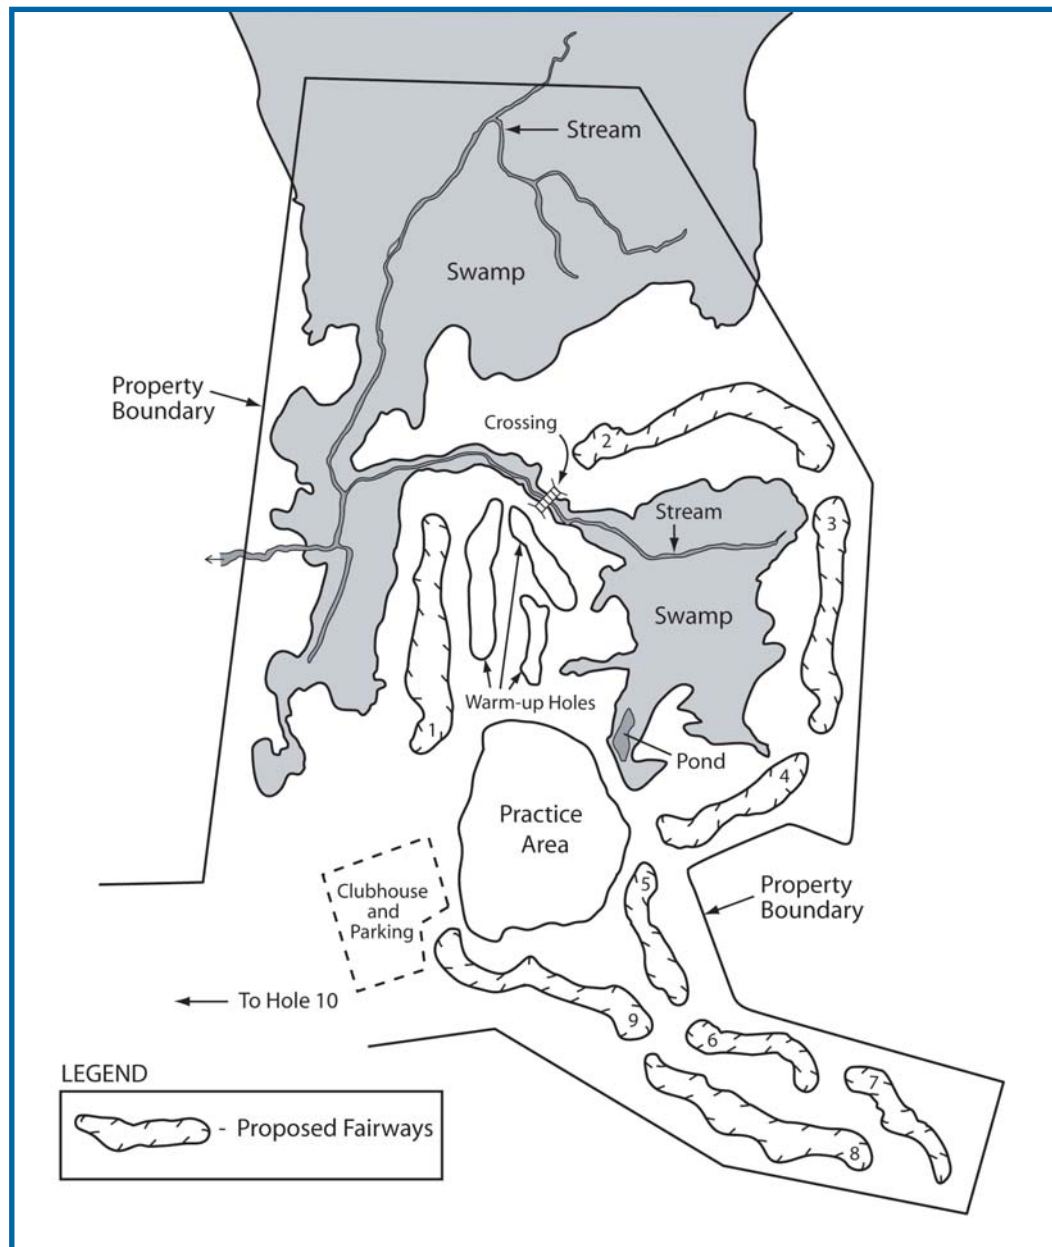 Stream
Swamp
Property
Boundary
Crossing
2
Stream
3
Swamp
Warm-up Holes
1
Pond
4
Practice
Area
5
Clubhouse
and
Parking
Property
Boundary
To Hole 10
9
6
7
8
LEGEND
- Proposed Fairways